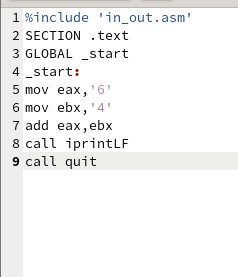 1 %include 'in_out.asm'
2 SECTION .text
3 GLOBAL _start
4 _start:
5 mov eax,'6'
6 mov ebx,'4'
7 add eax,ebx
8 call iprintLF
9 call quit